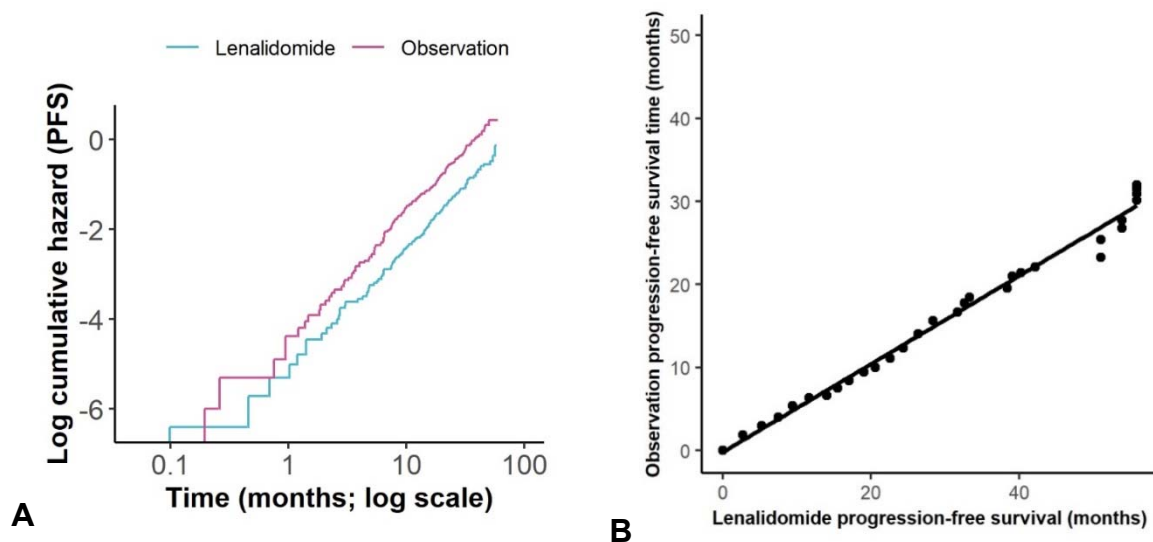 Lenalidomide Observation
Log cumulative hazard (PFS)
0
-2
-4
-6
0.1 1 10 100
Time (months; log scale)
A
Observation progression-free survival time (months)
50
40
30
20
10
0
0 20 40
Lenalidomide progression-free survival (months)
B